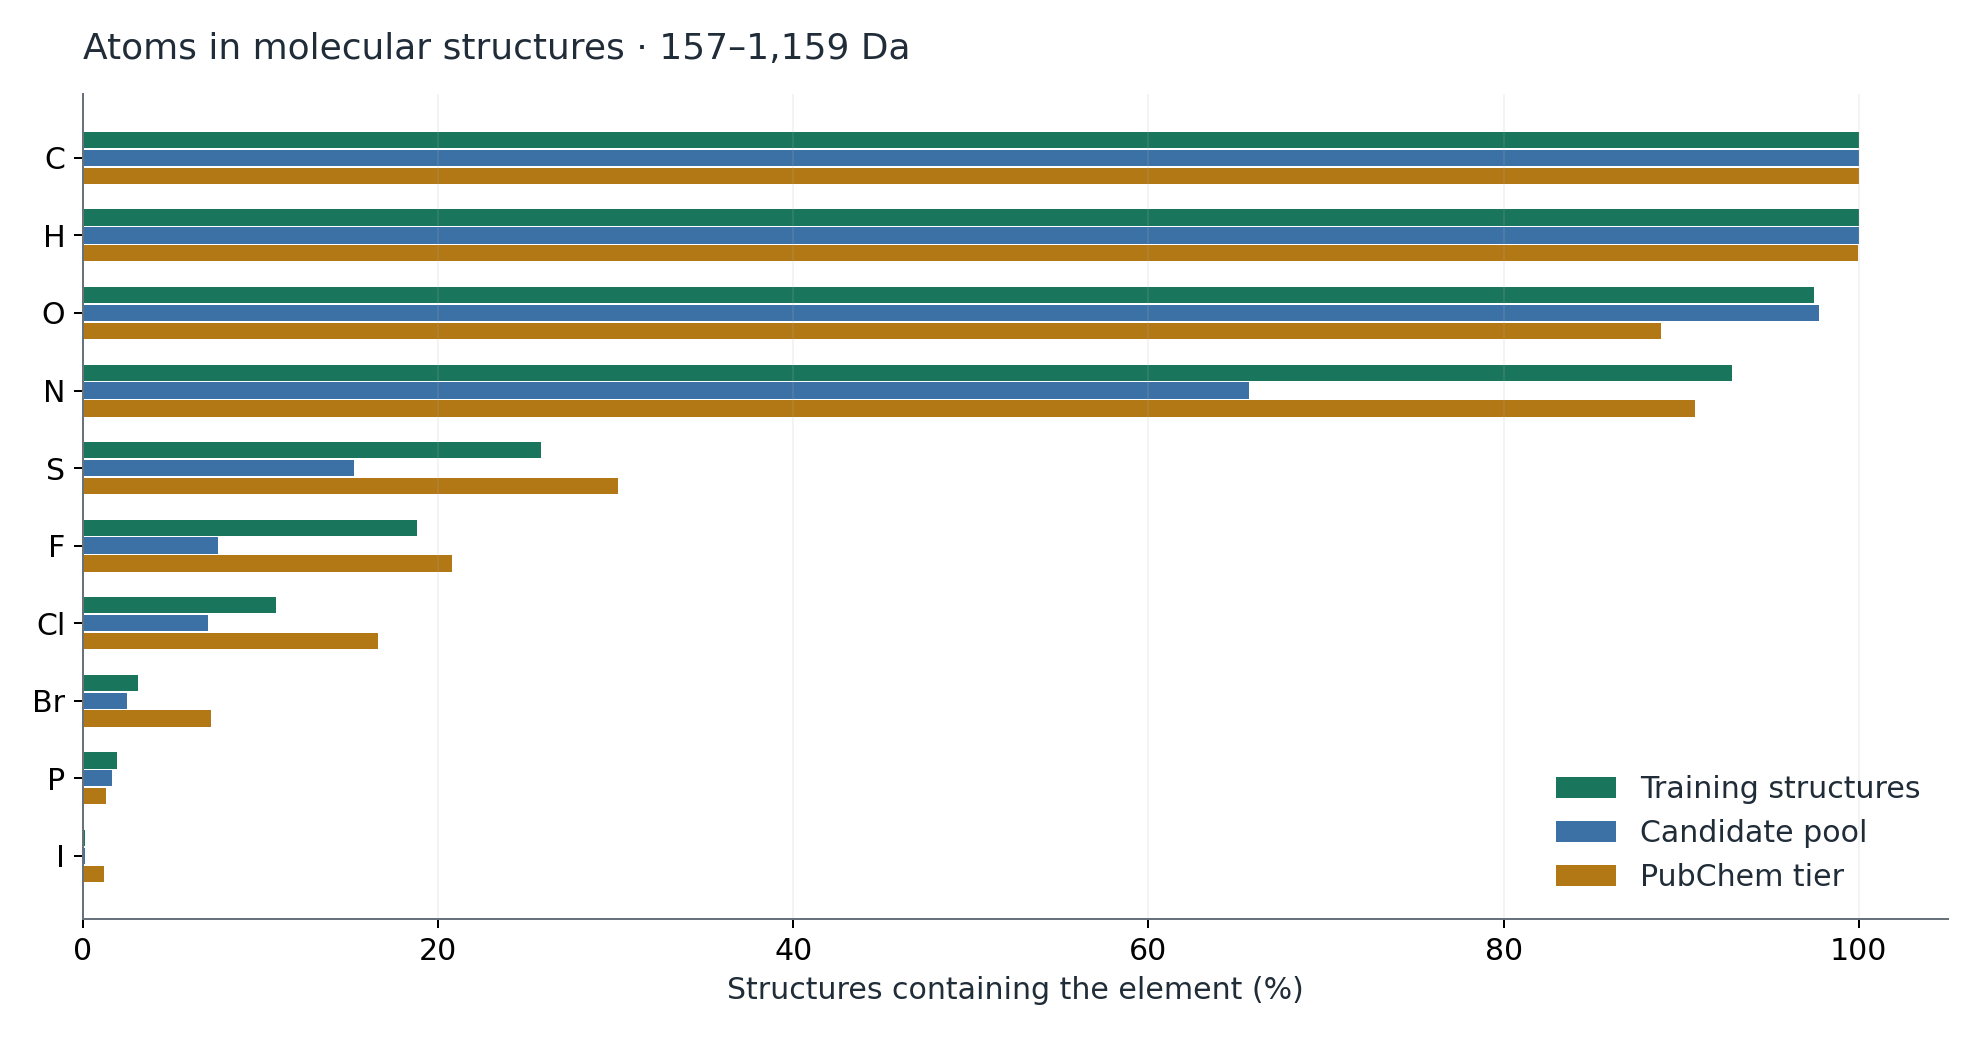 Atoms in molecular structures · 157–1,159 Da
C
H
O
N
S
F
Cl
Br
P
I
Training structures
Candidate pool
PubChem tier
0 20 40 60 80 100
Structures containing the element (%)